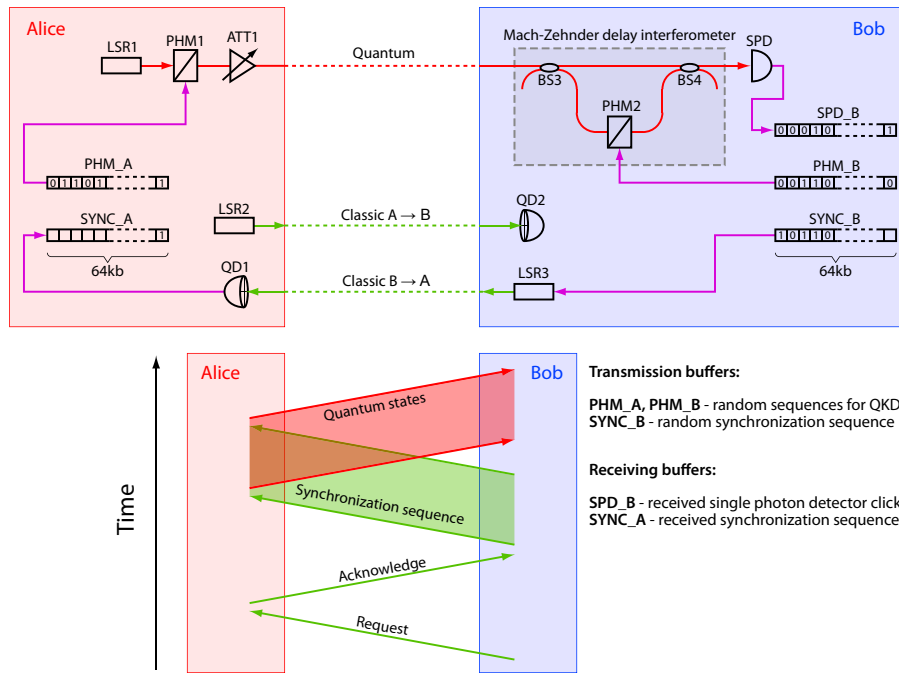 Alice
Bob
LSR1
PHM1
ATT1
Quantum
Mach-Zehnder delay interferometer
SPD
BS3
BS4
PHM2
SPD_B
0 0 0 1 0 1
PHM_A
0 1 1 0 1 1
PHM_B
0 0 1 1 0 0
SYNC_A
1
64kb
LSR2
Classic A → B
QD2
SYNC_B
1 0 1 1 0
64kb
QD1
Classic B → A
LSR3
Alice
Bob
Time
Quantum states
Synchronization sequence
Acknowledge
Request
Transmission buffers:
PHM_A, PHM_B - random sequences for QKD
SYNC_B - random synchronization sequence
Receiving buffers:
SPD_B - received single photon detector click
SYNC_A - received synchronization sequence